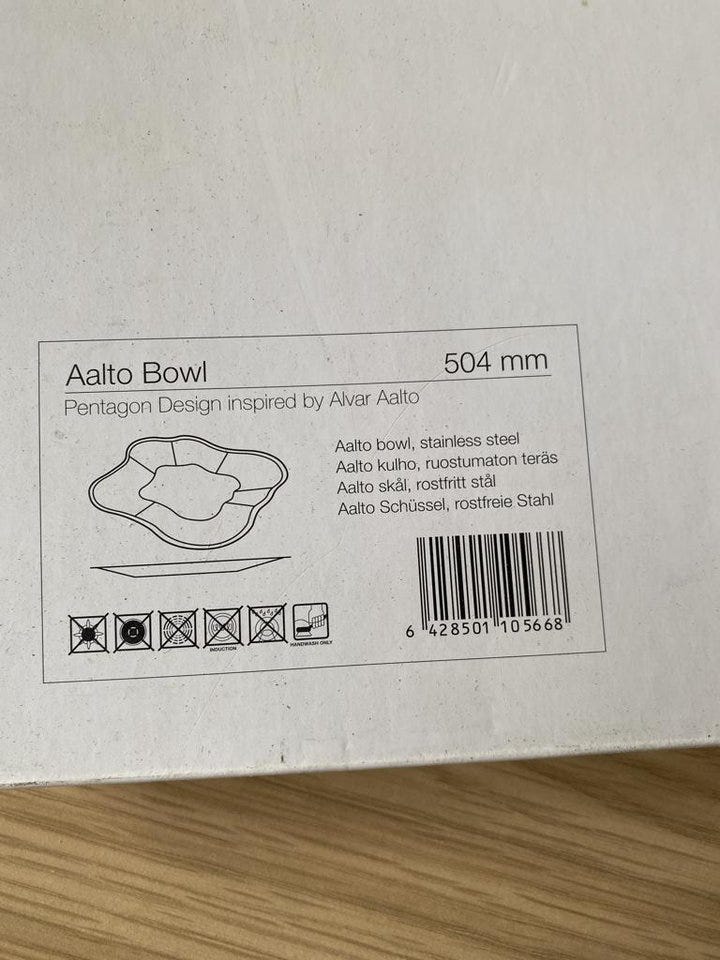 Aalto Bowl 504 mm
Pentagon Design inspired by Alvar Aalto
Aalto bowl, stainless steel
Aalto kulho, ruostumaton teräs
Aalto skål, rostfritt stål
Aalto Schüssel, rostfreie Stahl
INDUCTION
HANDWASH ONLY
6 428501 105668